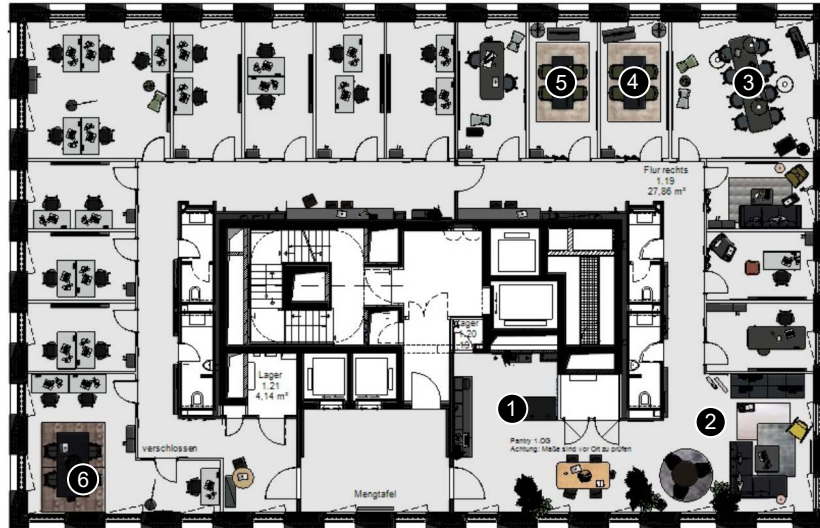 5
4
3
Flur rechts
1.19
27,86 m²
Lager
1.20
Lager
1.21
4,14 m²
1
2
Pantry 1.OG
Achtung: Maße sind vor Ort zu prüfen
verschlossen
6
Mengtafel